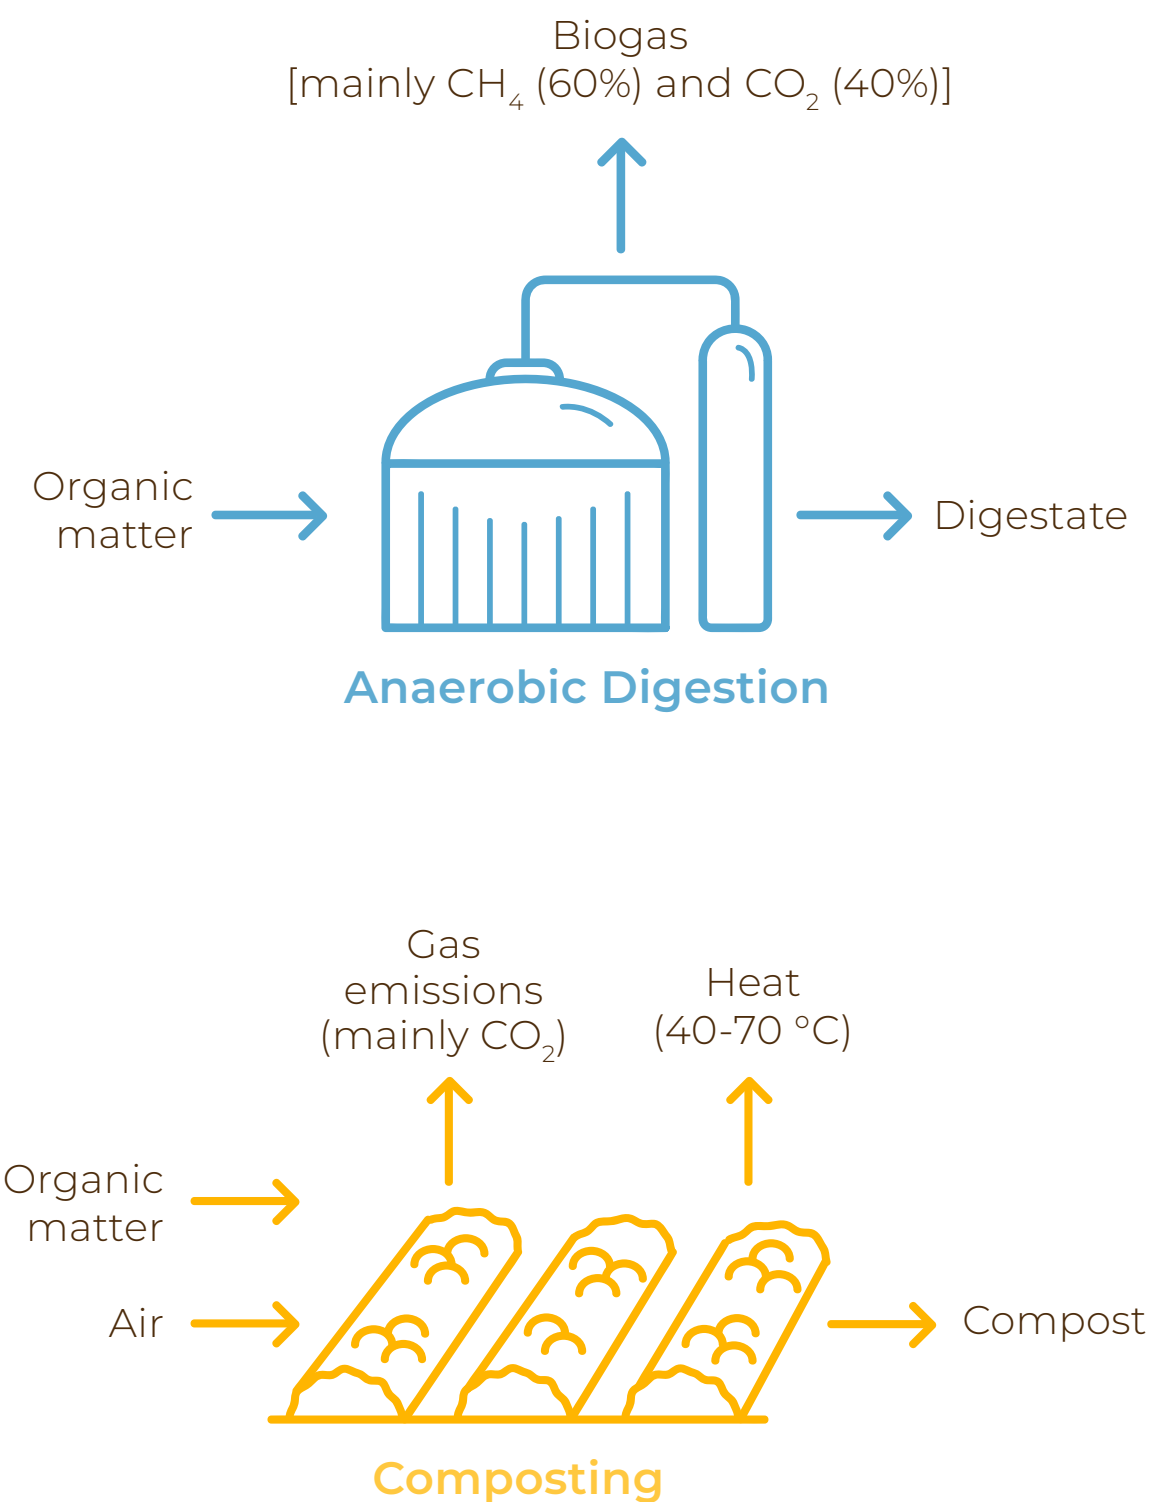 Biogas
[mainly CH₄ (60%) and CO₂ (40%)]
Organic
matter
Digestate
Anaerobic Digestion
Gas
emissions
(mainly CO₂)
Heat
(40-70 °C)
Organic
matter
Air
Compost
Composting